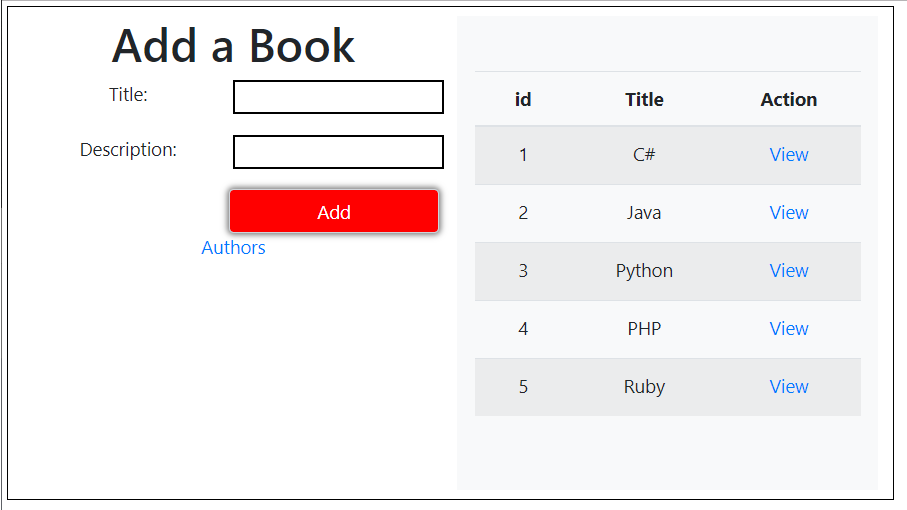 Add a Book
Title:
Description:
Add
Authors
id Title Action
1 C# View
2 Java View
3 Python View
4 PHP View
5 Ruby View